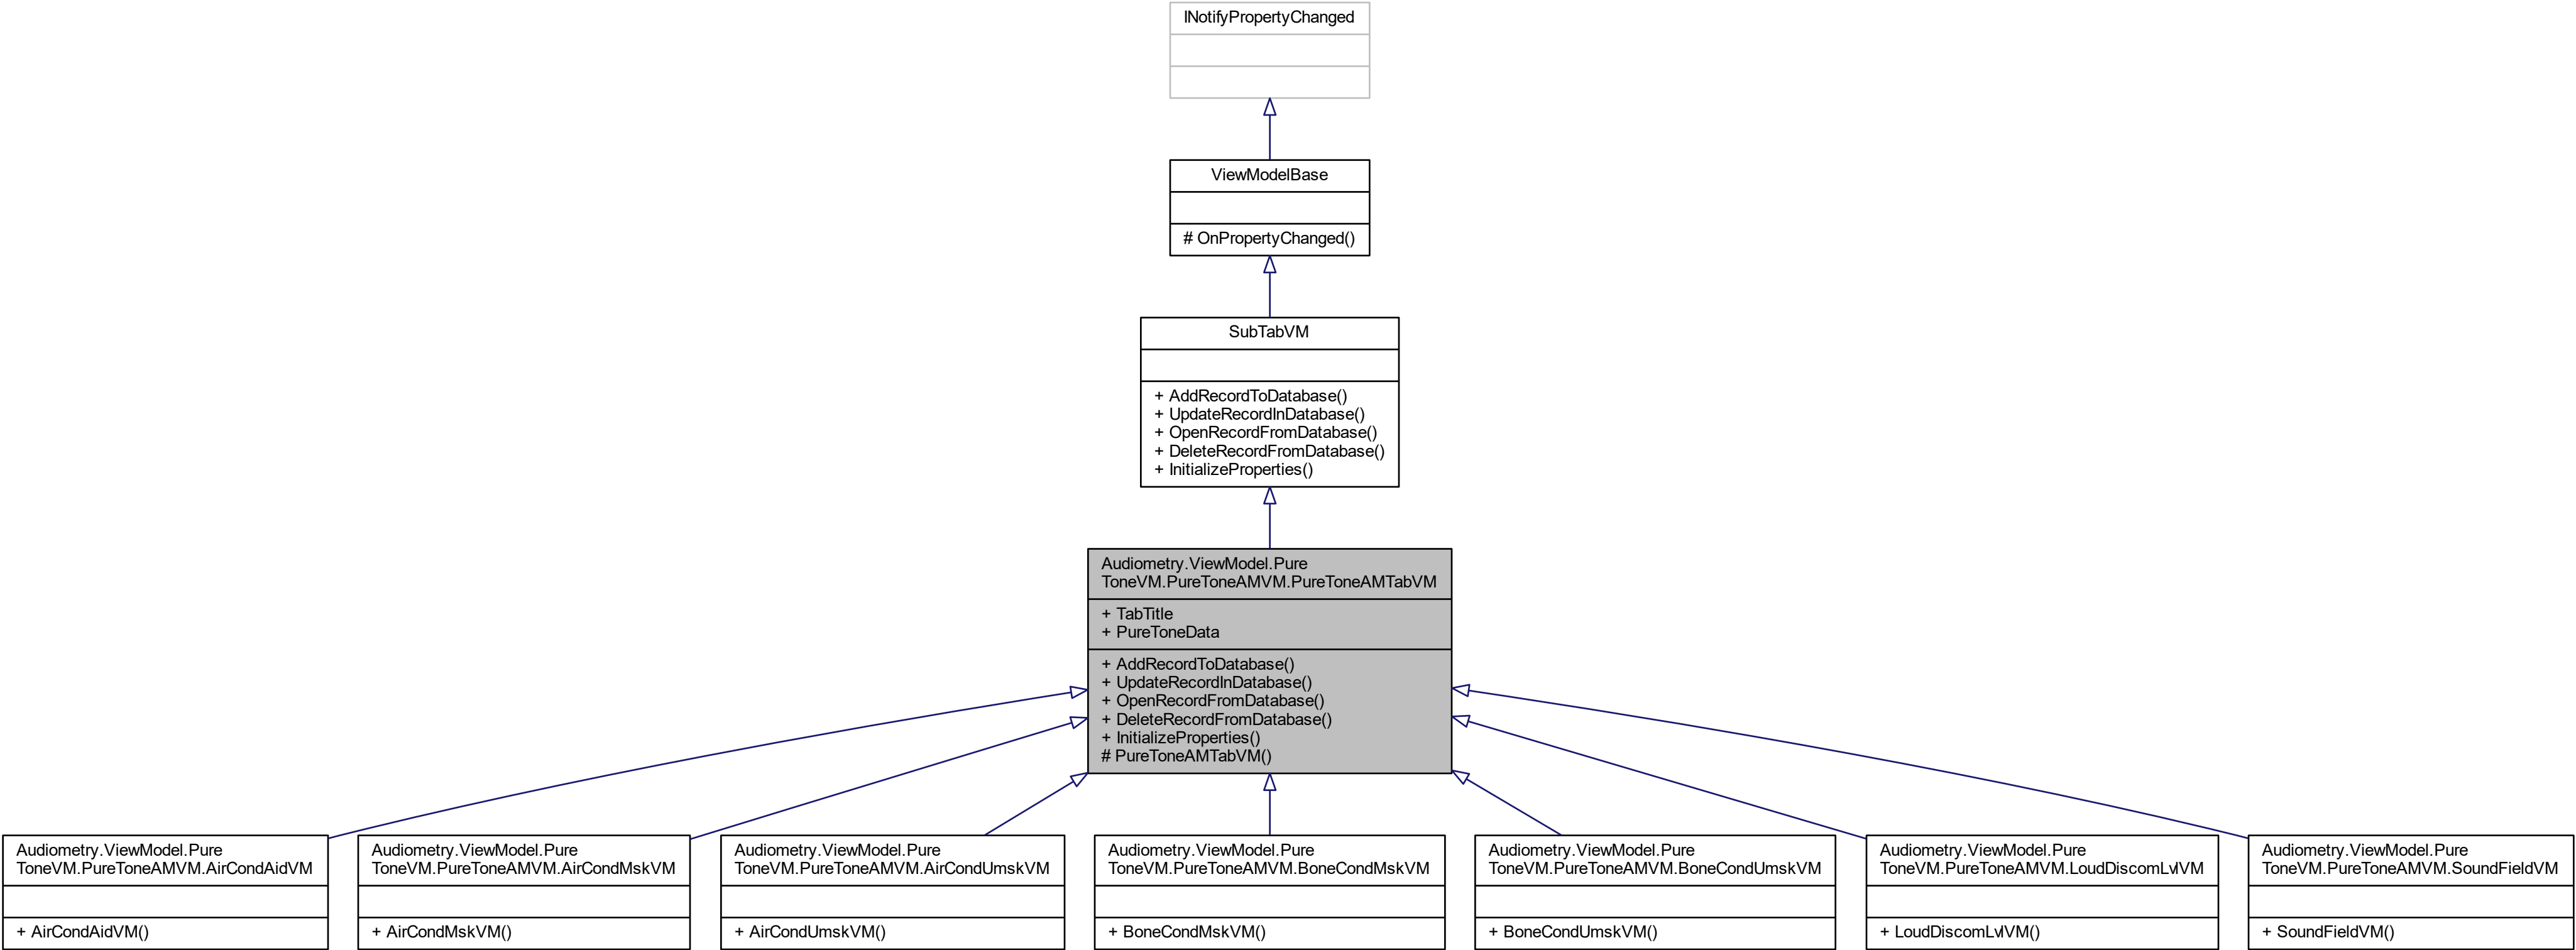 INotifyPropertyChanged
ViewModelBase
# OnPropertyChanged()
SubTabVM
+ AddRecordToDatabase()
+ UpdateRecordInDatabase()
+ OpenRecordFromDatabase()
+ DeleteRecordFromDatabase()
+ InitializeProperties()
Audiometry.ViewModel.Pure
ToneVM.PureToneAMVM.PureToneAMTabVM
+ TabTitle
+ PureToneData
+ AddRecordToDatabase()
+ UpdateRecordInDatabase()
+ OpenRecordFromDatabase()
+ DeleteRecordFromDatabase()
+ InitializeProperties()
# PureToneAMTabVM()
Audiometry.ViewModel.Pure
ToneVM.PureToneAMVM.AirCondAidVM
+ AirCondAidVM()
Audiometry.ViewModel.Pure
ToneVM.PureToneAMVM.AirCondMskVM
+ AirCondMskVM()
Audiometry.ViewModel.Pure
ToneVM.PureToneAMVM.AirCondUmskVM
+ AirCondUmskVM()
Audiometry.ViewModel.Pure
ToneVM.PureToneAMVM.BoneCondMskVM
+ BoneCondMskVM()
Audiometry.ViewModel.Pure
ToneVM.PureToneAMVM.BoneCondUmskVM
+ BoneCondUmskVM()
Audiometry.ViewModel.Pure
ToneVM.PureToneAMVM.LoudDiscomLvlVM
+ LoudDiscomLvlVM()
Audiometry.ViewModel.Pure
ToneVM.PureToneAMVM.SoundFieldVM
+ SoundFieldVM()